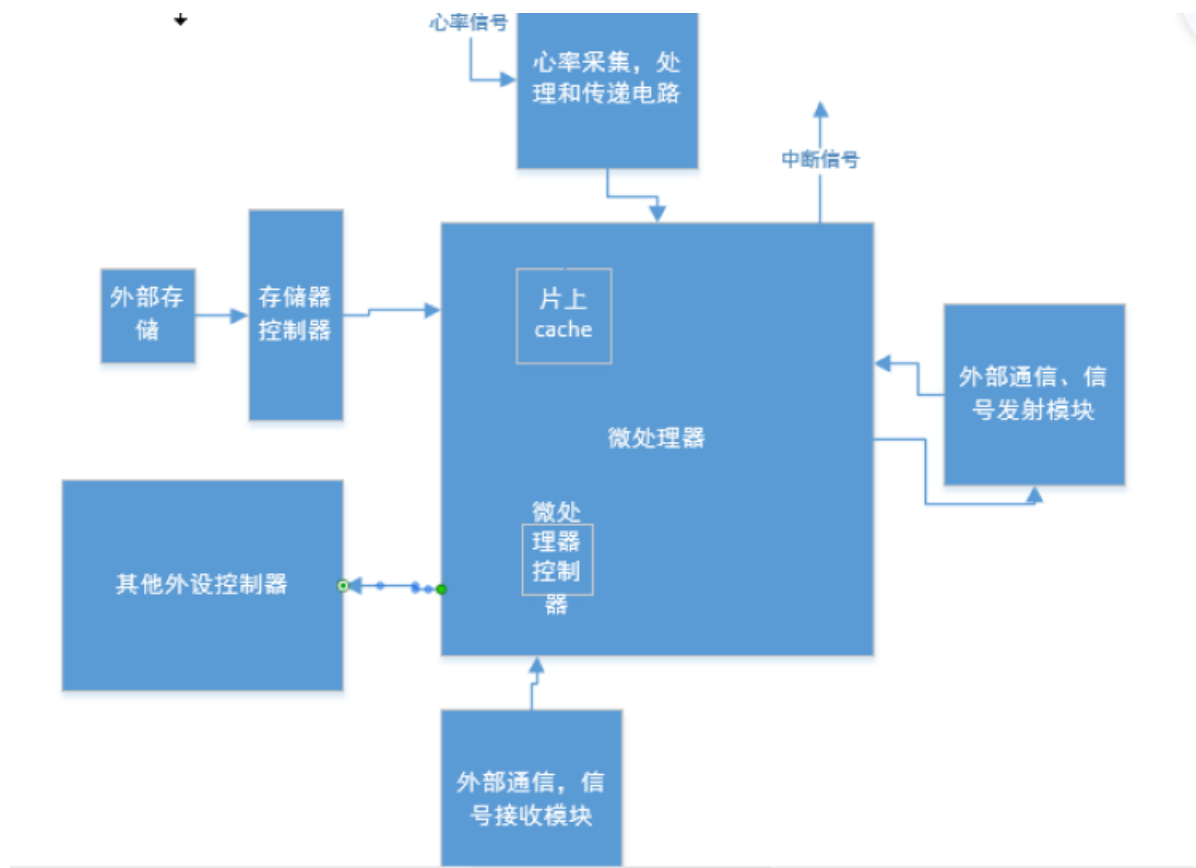 心率信号
心率采集，处
理和传递电路
中断信号
外部存
储
存储器
控制器
片上
cache
外部通信、信
号发射模块
微处理器
微处
理器
控制
器
其他外设控制器
外部通信，信
号接收模块